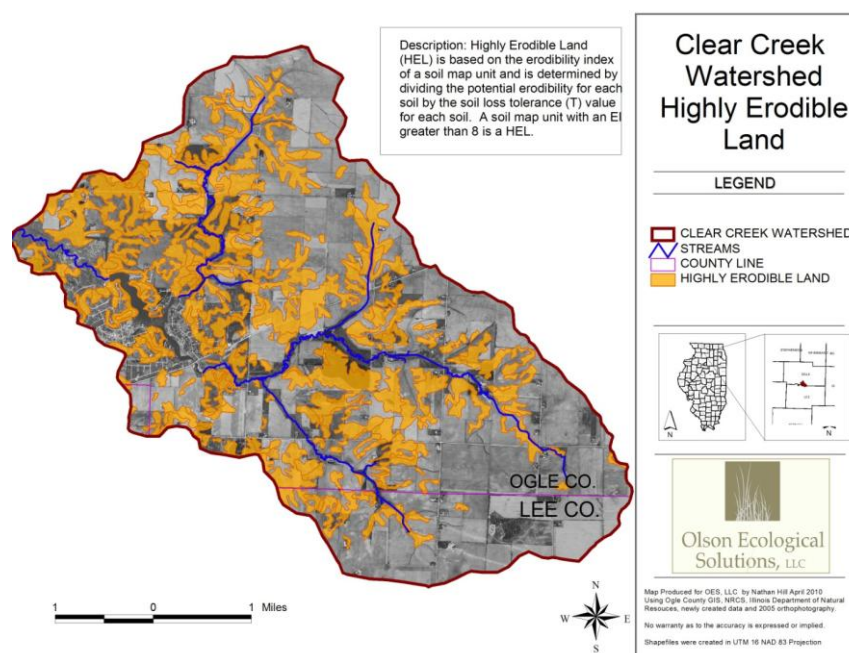 Description: Highly Erodible Land
(HEL) is based on the erodibility index
of a soil map unit and is determined by
dividing the potential erodibility for each
soil by the soil loss tolerance (T) value
for each soil.  A soil map unit with an EI
greater than 8 is a HEL.
OGLE CO.
LEE CO.
1 0 1 Miles
N
W E
S
Clear Creek
Watershed
Highly Erodible
Land
LEGEND
CLEAR CREEK WATERSHED
STREAMS
COUNTY LINE
HIGHLY ERODIBLE LAND
N
N
Olson Ecological
Solutions, LLC
Map Produced for OES, LLC by Nathan Hill April 2010
Using Ogle County GIS, NRCS, Illinois Department of Natural
Resouces, newly created data and 2005 orthophotography.
No warranty as to the accuracy is expressed or implied.
Shapefiles were created in UTM 16 NAD 83 Projection